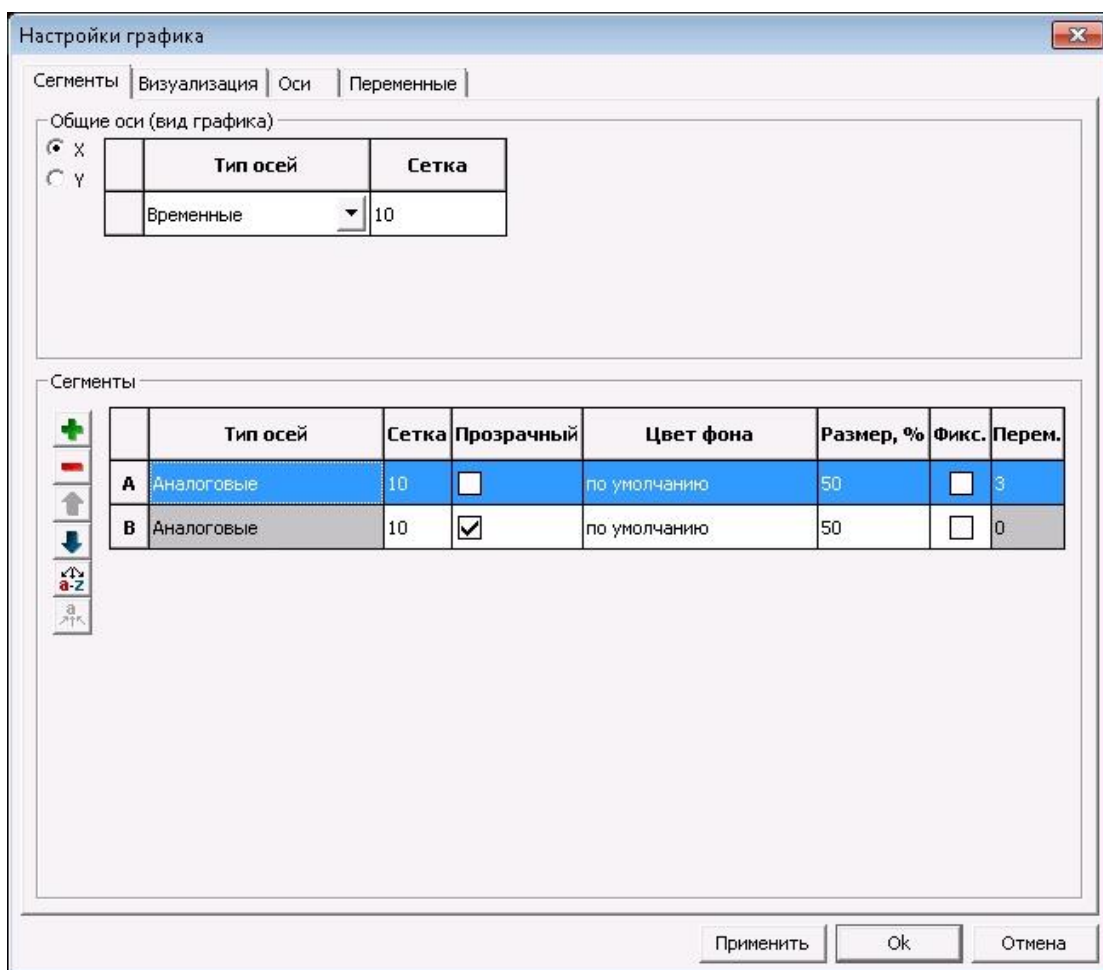 Настройки графика
Сегменты Визуализация Оси Переменные
Общие оси (вид графика)
X
Y
Тип осей Сетка
Временные 10
Сегменты
Тип осей Сетка Прозрачный Цвет фона Размер, % Фикс. Перем.
A Аналоговые 10 по умолчанию 50 3
B Аналоговые 10 по умолчанию 50 0
a-z
a
Применить Ok Отмена